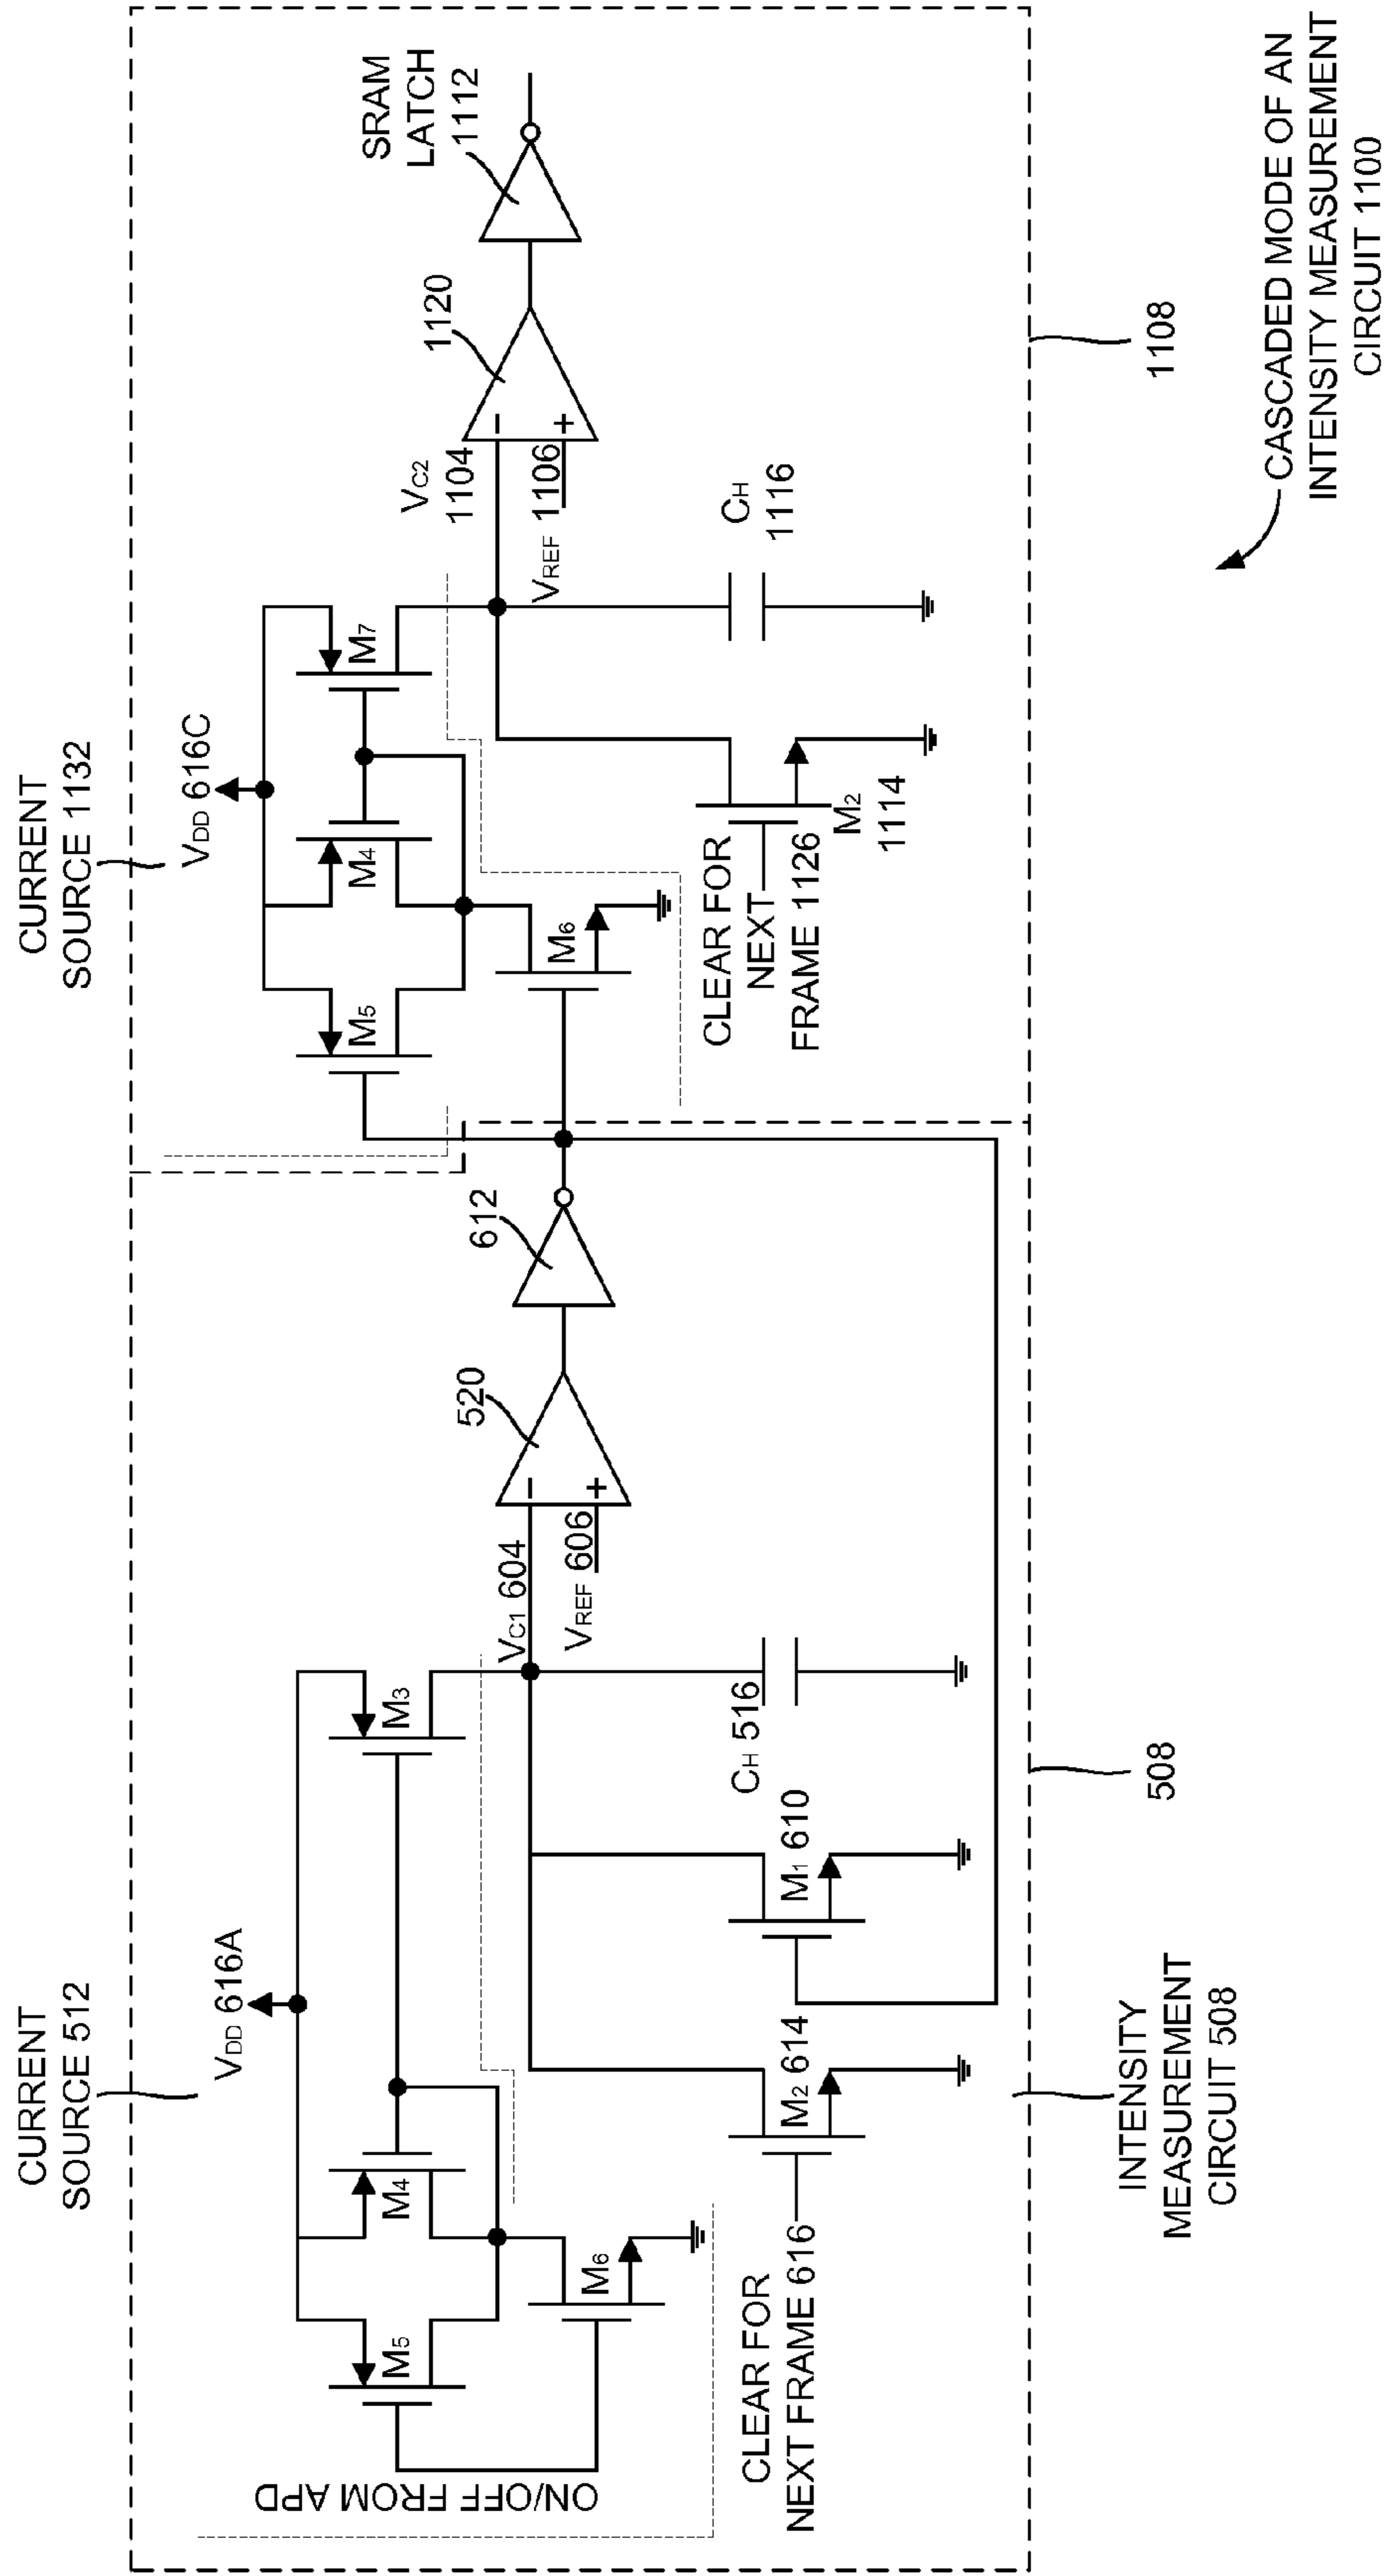 CURRENT
SOURCE 512
VDD 616A
M5
M4
M3
M6
ON/OFF FROM APD
CLEAR FOR
NEXT FRAME 616
M2 614
M1 610
CH 516
VC1 604
VREF 606
−
+
520
612
INTENSITY
MEASUREMENT
CIRCUIT 508
508
CURRENT
SOURCE 1132
VDD 616C
M5
M4
M7
M6
CLEAR FOR
NEXT
FRAME 1126
M2
1114
CH
1116
VC2
1104
VREF 1106
−
+
1120
SRAM
LATCH
1112
1108
CASCADED MODE OF AN
INTENSITY MEASUREMENT
CIRCUIT 1100